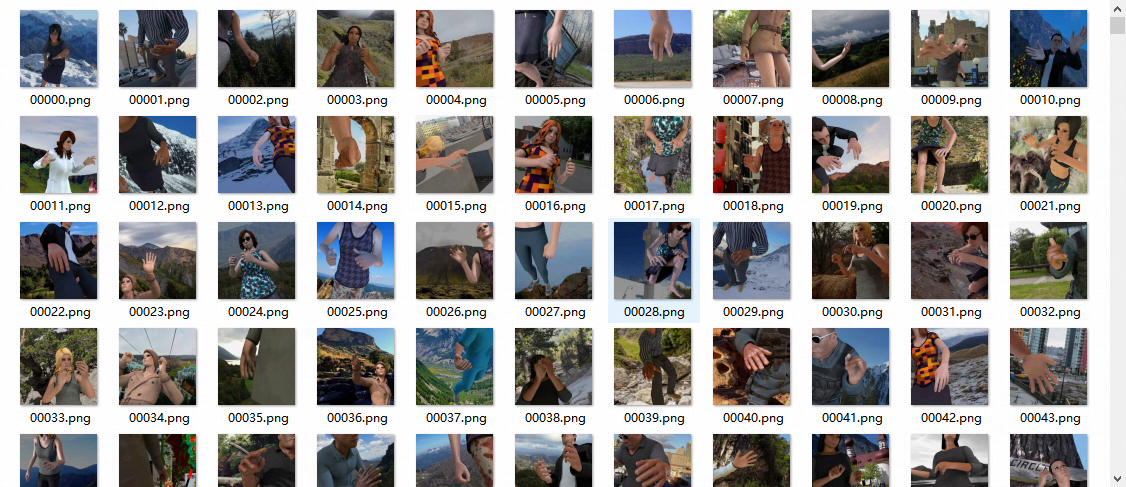 00000.png 00001.png 00002.png 00003.png 00004.png 00005.png 00006.png 00007.png 00008.png 00009.png 00010.png
00011.png 00012.png 00013.png 00014.png 00015.png 00016.png 00017.png 00018.png 00019.png 00020.png 00021.png
00022.png 00023.png 00024.png 00025.png 00026.png 00027.png 00028.png 00029.png 00030.png 00031.png 00032.png
00033.png 00034.png 00035.png 00036.png 00037.png 00038.png 00039.png 00040.png 00041.png 00042.png 00043.png